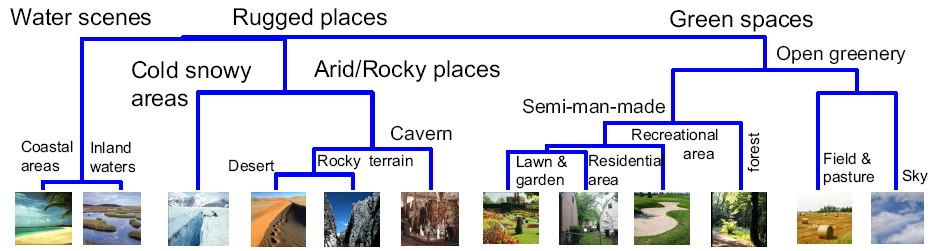 Water scenes
Rugged places
Green spaces
Open greenery
Cold snowy
areas
Arid/Rocky places
Semi-man-made
Cavern
Recreational
area
Coastal
areas
Inland
waters
Desert
Rocky terrain
Lawn &
garden
Residential
area
forest
Field &
pasture
Sky